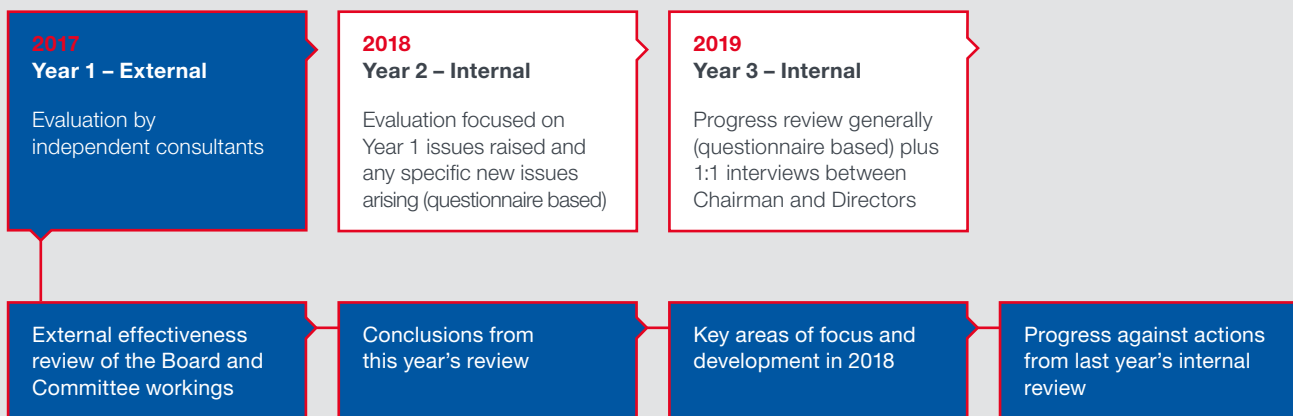 2017
Year 1 – External
Evaluation by
independent consultants
2018
Year 2 – Internal
Evaluation focused on
Year 1 issues raised and
any specific new issues
arising (questionnaire based)
2019
Year 3 – Internal
Progress review generally
(questionnaire based) plus
1:1 interviews between
Chairman and Directors
External effectiveness
review of the Board and
Committee workings
Conclusions from
this year’s review
Key areas of focus and
development in 2018
Progress against actions
from last year’s internal
review